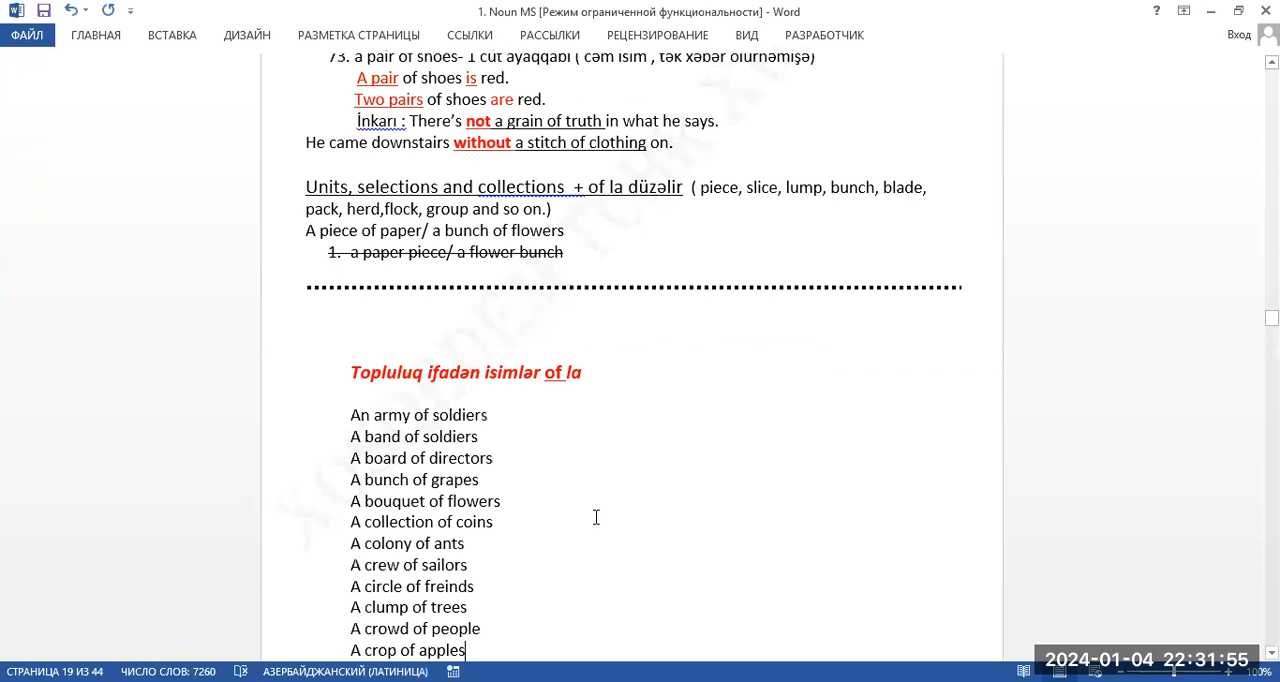 1. Noun MS [Режим ограниченной функциональности] - Word
ФАЙЛ ГЛАВНАЯ ВСТАВКА ДИЗАЙН РАЗМЕТКА СТРАНИЦЫ ССЫЛКИ РАССЫЛКИ РЕЦЕНЗИРОВАНИЕ ВИД РАЗРАБОТЧИК Вход
73. a pair of shoes- 1 cüt ayaqqabı ( cəm isim , tək xəbər olurhəmişə)
A pair of shoes is red.
Two pairs of shoes are red.
İnkarı : There’s not a grain of truth in what he says.
He came downstairs without a stitch of clothing on.
Units, selections and collections + of la düzəlir ( piece, slice, lump, bunch, blade,
pack, herd,flock, group and so on.)
A piece of paper/ a bunch of flowers
1. a paper piece/ a flower bunch
Topluluq ifadən isimlər of la
An army of soldiers
A band of soldiers
A board of directors
A bunch of grapes
A bouquet of flowers
A collection of coins
A colony of ants
A crew of sailors
A circle of freinds
A clump of trees
A crowd of people
A crop of apples
2024-01-04 22:31:55
СТРАНИЦА 19 ИЗ 44 ЧИСЛО СЛОВ: 7260 АЗЕРБАЙДЖАНСКИЙ (ЛАТИНИЦА) 100%